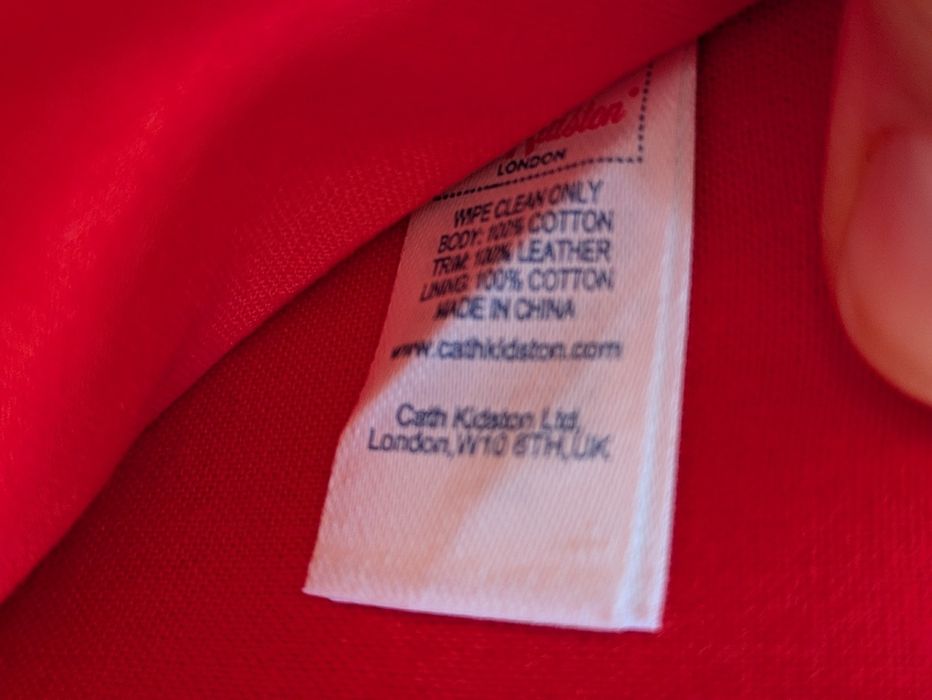 Kidston
LONDON
WIPE CLEAN ONLY
BODY: 100% COTTON
TRIM: 100% LEATHER
LINING: 100% COTTON
MADE IN CHINA
www.cathkidston.com
Cath Kidston Ltd,
London, W10 6TH, UK